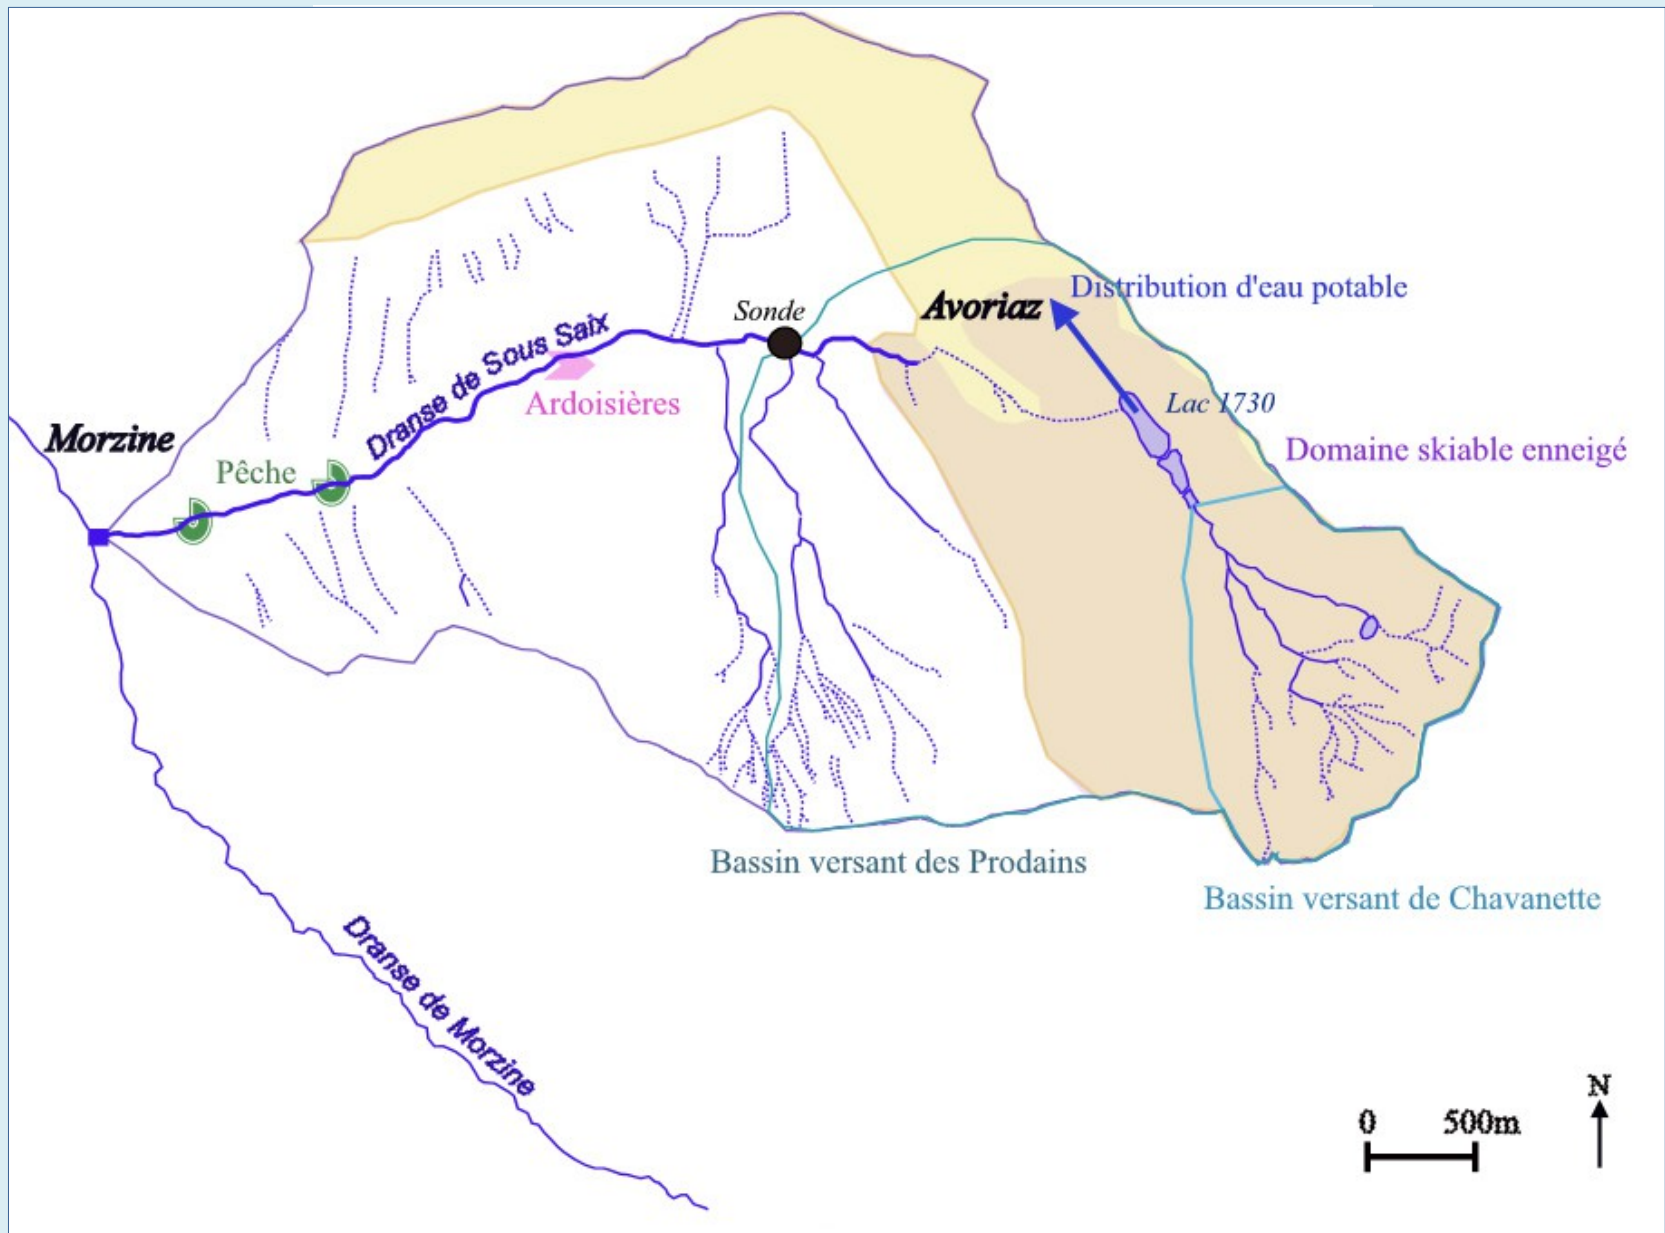 Distribution d'eau potable
Avoriaz
Sonde
Dranse de Sous Saix
Ardoisières
Lac 1730
Morzine
Pêche
Domaine skiable enneigé
Bassin versant des Prodains
Bassin versant de Chavanette
Dranse de Morzine
N
0 500m